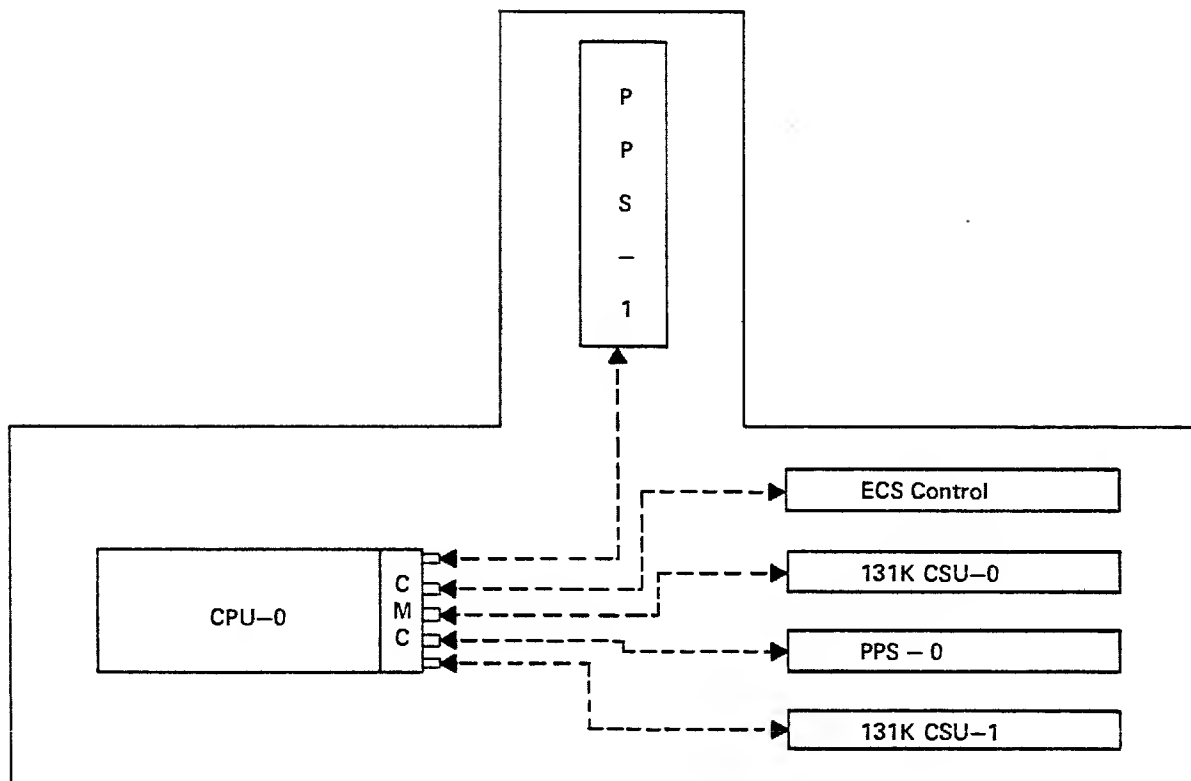 P
P
S
–
1
ECS Control
131K CSU–0
CPU–0
C
M
C
PPS – 0
131K CSU–1